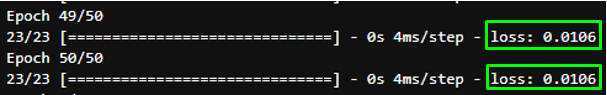 Epoch 49/50
23/23 [==============================] - 0s 4ms/step - loss: 0.0106
Epoch 50/50
23/23 [==============================] - 0s 4ms/step - loss: 0.0106